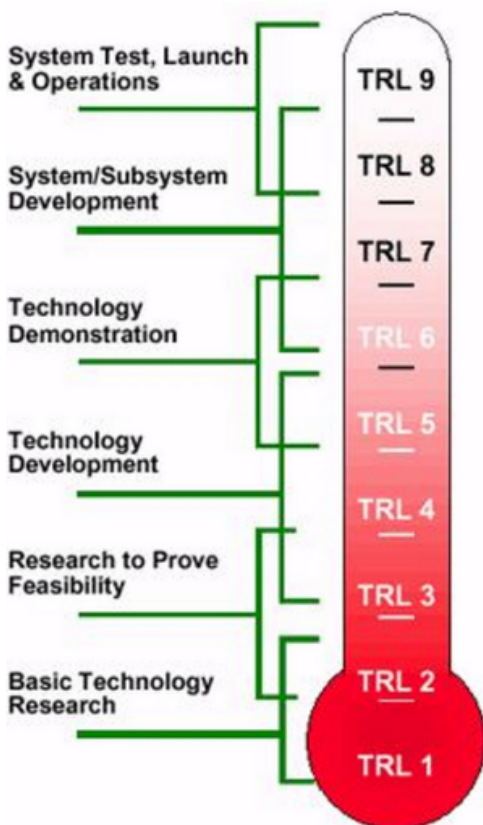 System Test, Launch
& Operations
System/Subsystem
Development
Technology
Demonstration
Technology
Development
Research to Prove
Feasibility
Basic Technology
Research
TRL 9
TRL 8
TRL 7
TRL 6
TRL 5
TRL 4
TRL 3
TRL 2
TRL 1